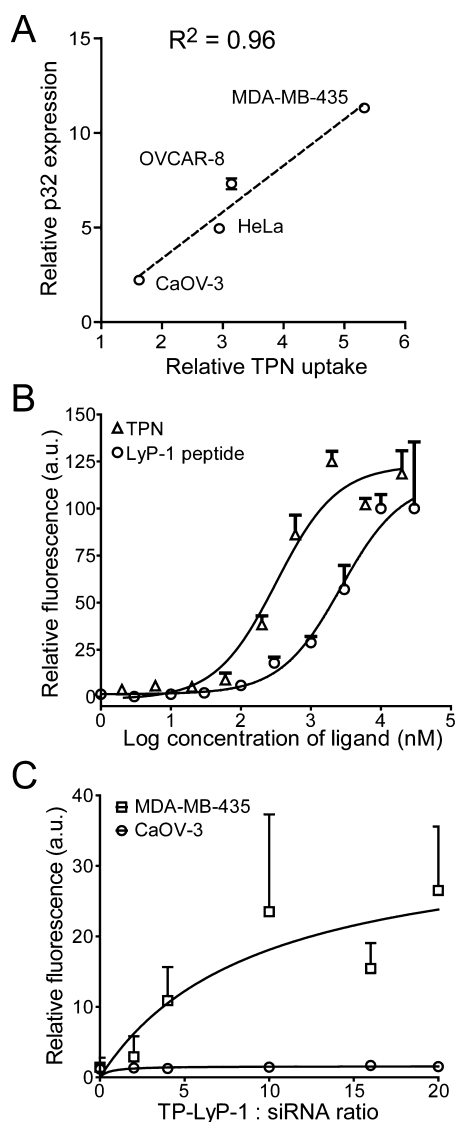 A
R² = 0.96
Relative p32 expression
15
10
5
0
MDA-MB-435
OVCAR-8
HeLa
CaOV-3
1 2 3 4 5 6
Relative TPN uptake
B
Relative fluorescence (a.u.)
150
125
100
75
50
25
0
TPN
LyP-1 peptide
0 1 2 3 4 5
Log concentration of ligand (nM)
C
Relative fluorescence (a.u.)
40
30
20
10
0
MDA-MB-435
CaOV-3
0 5 10 15 20
TP-LyP-1 : siRNA ratio